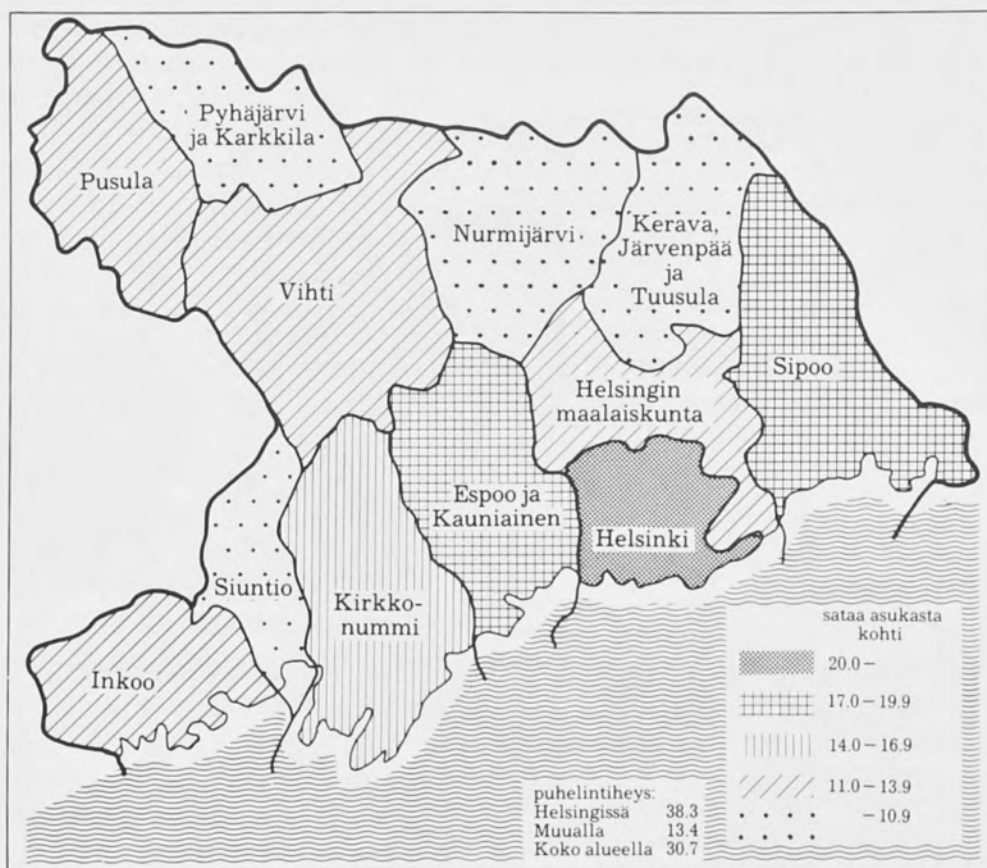 Pyhäjärvi
ja Karkkila
Pusula
Nurmijärvi
Kerava,
Järvenpää
ja
Tuusula
Vihti
Sipoo
Helsingin
maalaiskunta
Espoo ja
Kauniainen
Helsinki
Siuntio
Kirkko-
nummi
Inkoo
sataa asukasta
kohti
20.0 –
17.0 – 19.9
14.0 – 16.9
11.0 – 13.9
– 10.9
puhelintiheys:
Helsingissä 38.3
Muualla 13.4
Koko alueella 30.7